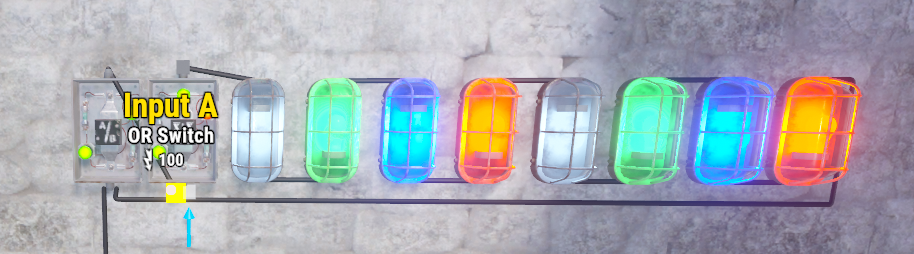 Input A
OR Switch
100